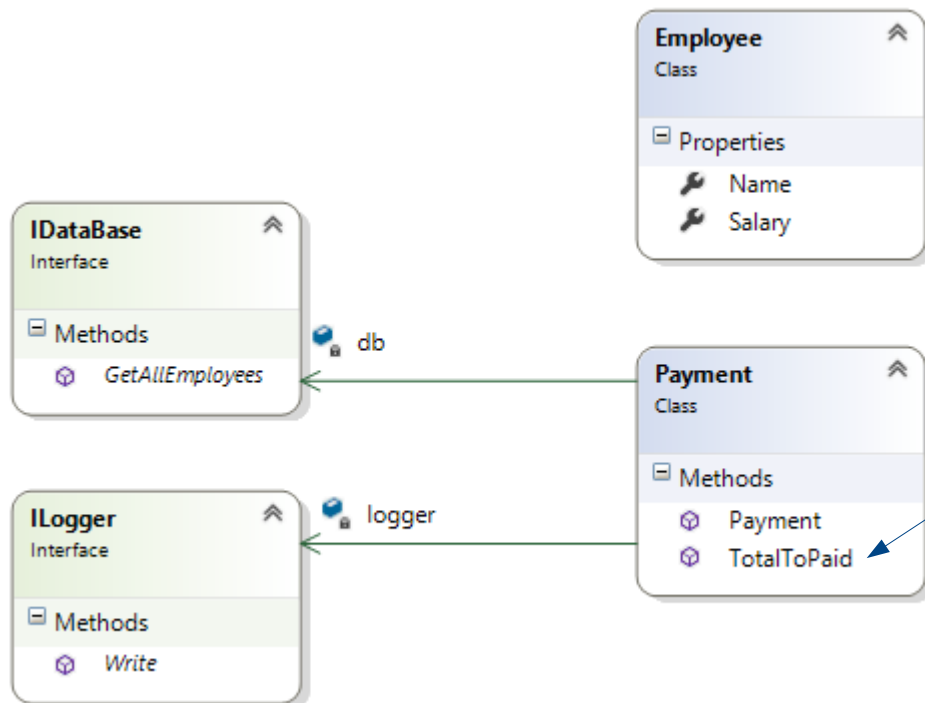 Employee
Class
Properties
Name
Salary
IDataBase
Interface
Methods
GetAllEmployees
db
Payment
Class
Methods
Payment
TotalToPaid
ILogger
Interface
Methods
Write
logger